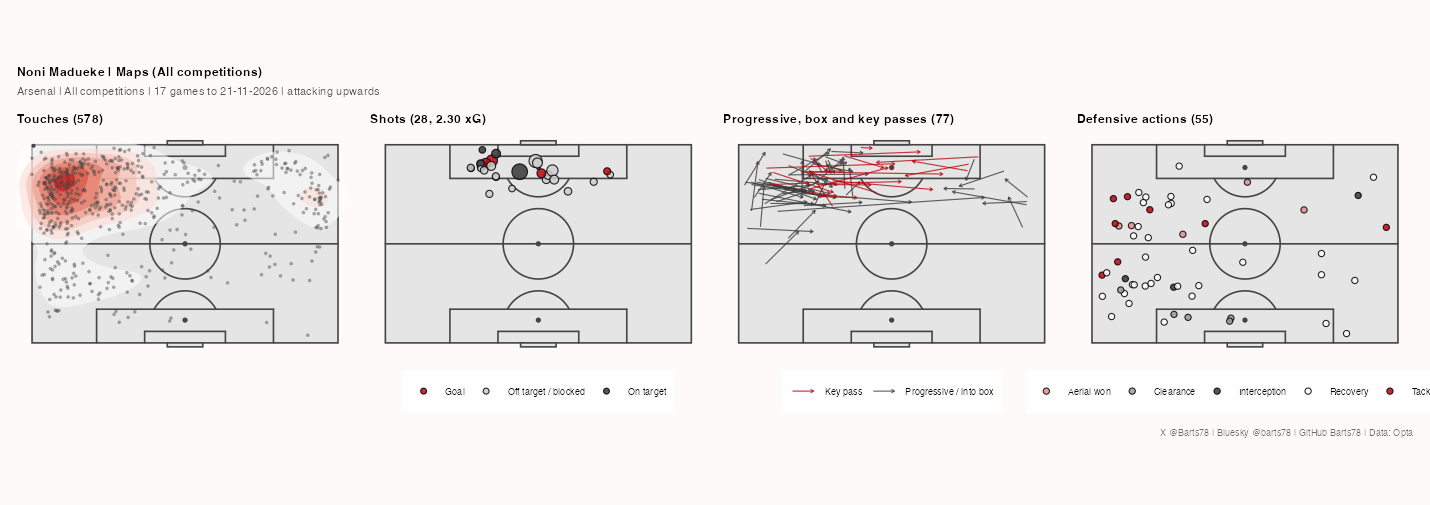 Noni Madueke | Maps (All competitions)
Arsenal | All competitions | 17 games to 21-11-2026 | attacking upwards
Touches (578)
Shots (28, 2.30 xG)
Progressive, box and key passes (77)
Defensive actions (55)
Goal
Off target / blocked
On target
Key pass
Progressive / into box
Aerial won
Clearance
Interception
Recovery
Tack
X @Barts78 | Bluesky @barts78 | GitHub Barts78 | Data: Opta